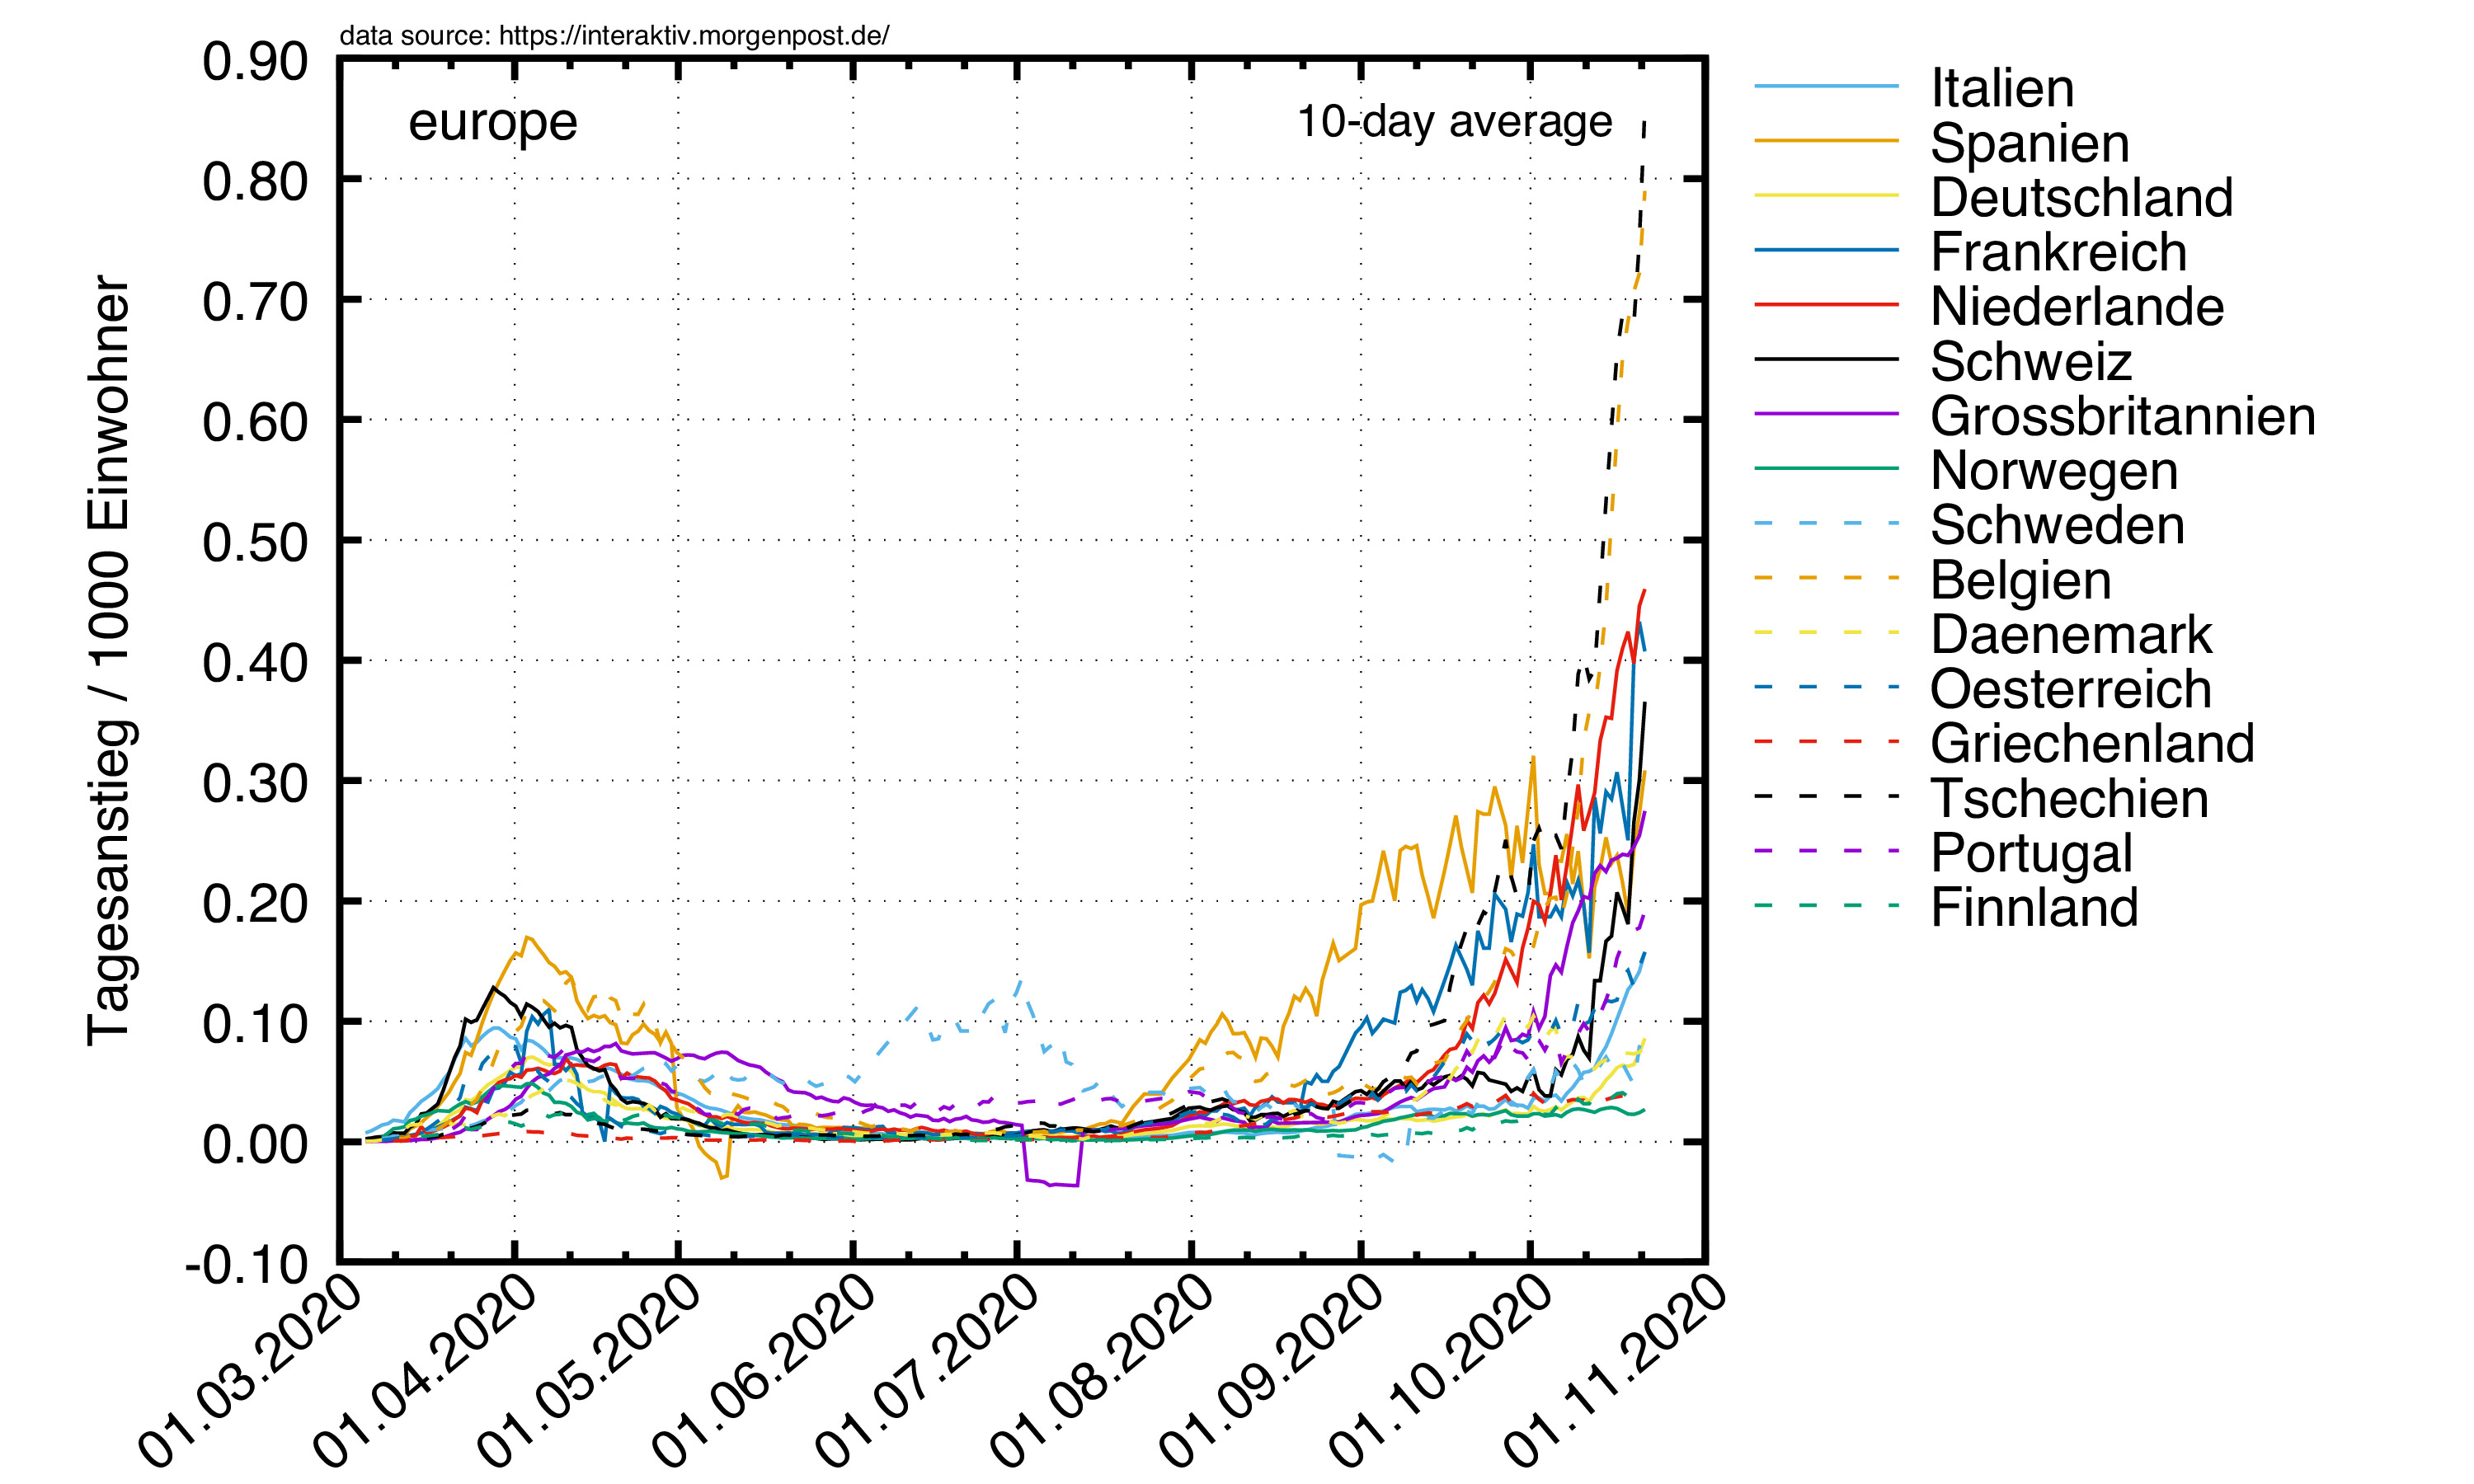 data source: https://interaktiv.morgenpost.de/
europe
10-day average
Tagesanstieg / 1000 Einwohner
0.90
0.80
0.70
0.60
0.50
0.40
0.30
0.20
0.10
0.00
-0.10
01.03.2020
01.04.2020
01.05.2020
01.06.2020
01.07.2020
01.08.2020
01.09.2020
01.10.2020
01.11.2020
Italien
Spanien
Deutschland
Frankreich
Niederlande
Schweiz
Grossbritannien
Norwegen
Schweden
Belgien
Daenemark
Oesterreich
Griechenland
Tschechien
Portugal
Finnland